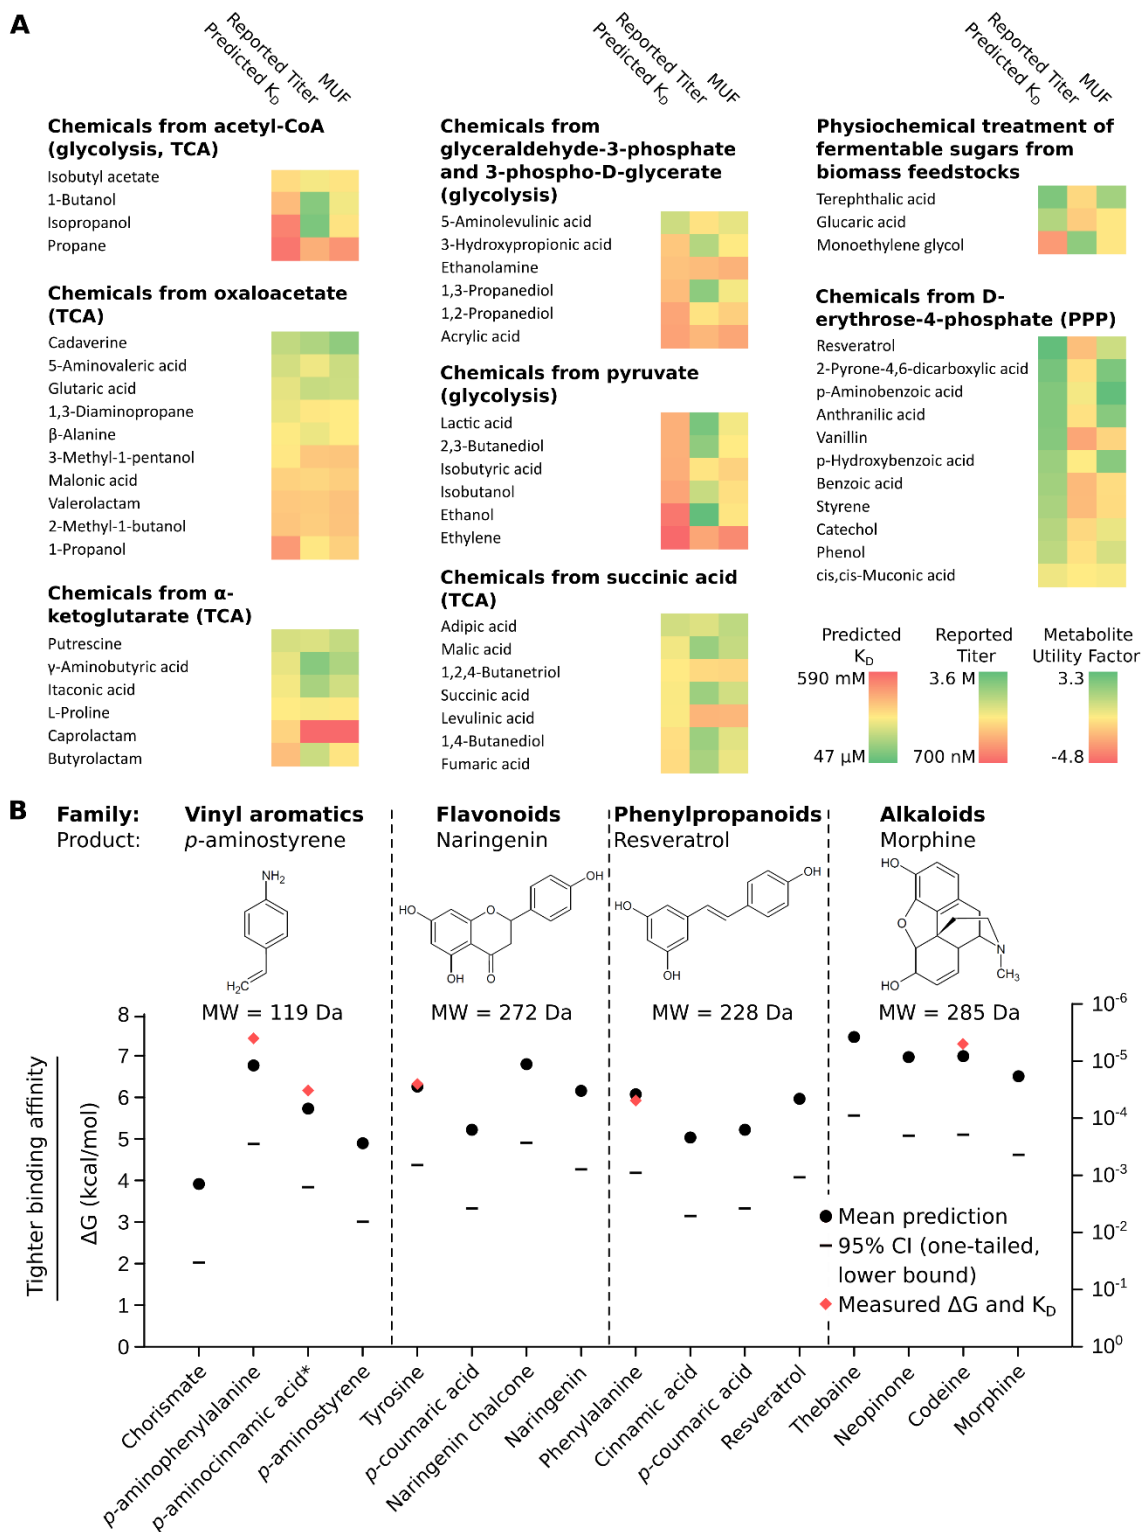 A
Reported Titer
Predicted KD
MUF
Reported Titer
Predicted KD
MUF
Reported Titer
Predicted KD
MUF
Chemicals from acetyl-CoA
(glycolysis, TCA)
Isobutyl acetate
1-Butanol
Isopropanol
Propane
Chemicals from oxaloacetate
(TCA)
Cadaverine
5-Aminovaleric acid
Glutaric acid
1,3-Diaminopropane
β-Alanine
3-Methyl-1-pentanol
Malonic acid
Valerolactam
2-Methyl-1-butanol
1-Propanol
Chemicals from α-
ketoglutarate (TCA)
Putrescine
γ-Aminobutyric acid
Itaconic acid
L-Proline
Caprolactam
Butyrolactam
Chemicals from
glyceraldehyde-3-phosphate
and 3-phospho-D-glycerate
(glycolysis)
5-Aminolevulinic acid
3-Hydroxypropionic acid
Ethanolamine
1,3-Propanediol
1,2-Propanediol
Acrylic acid
Chemicals from pyruvate
(glycolysis)
Lactic acid
2,3-Butanediol
Isobutyric acid
Isobutanol
Ethanol
Ethylene
Chemicals from succinic acid
(TCA)
Adipic acid
Malic acid
1,2,4-Butanetriol
Succinic acid
Levulinic acid
1,4-Butanediol
Fumaric acid
Physiochemical treatment of
fermentable sugars from
biomass feedstocks
Terephthalic acid
Glucaric acid
Monoethylene glycol
Chemicals from D-
erythrose-4-phosphate (PPP)
Resveratrol
2-Pyrone-4,6-dicarboxylic acid
p-Aminobenzoic acid
Anthranilic acid
Vanillin
p-Hydroxybenzoic acid
Benzoic acid
Styrene
Catechol
Phenol
cis,cis-Muconic acid
Predicted
KD
590 mM
47 μM
Reported
Titer
3.6 M
700 nM
Metabolite
Utility Factor
3.3
-4.8
B
Family: Vinyl aromatics Flavonoids Phenylpropanoids Alkaloids
Product: p-aminostyrene Naringenin Resveratrol Morphine
NH2
H2C
HO
O
OH
OH
O
HO
OH
OH
HO
O
HO
N
CH3
MW = 119 Da MW = 272 Da MW = 228 Da MW = 285 Da
Tighter binding affinity
ΔG (kcal/mol)
8
7
6
5
4
3
2
1
0
10-6
10-5
10-4
10-3
10-2
10-1
100
Mean prediction
95% CI (one-tailed,
lower bound)
Measured ΔG and KD
Chorismate
p-aminophenylalanine
p-aminocinnamic acid*
p-aminostyrene
Tyrosine
p-coumaric acid
Naringenin chalcone
Naringenin
Phenylalanine
Cinnamic acid
p-coumaric acid
Resveratrol
Thebaine
Neopinone
Codeine
Morphine